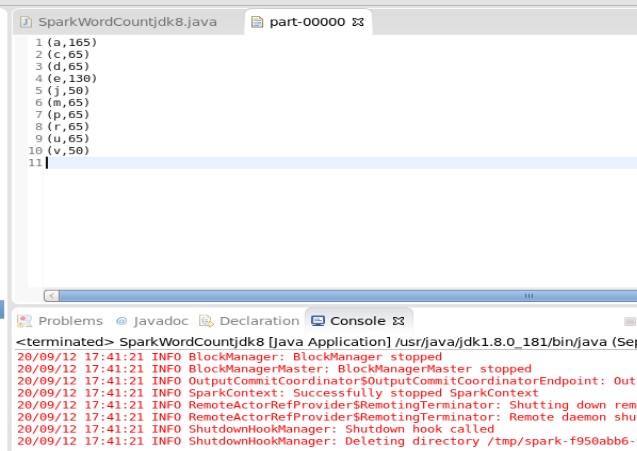 SparkWordCountjdk8.java part-00000
1 (a,165)
2 (c,65)
3 (d,65)
4 (e,130)
5 (j,50)
6 (m,65)
7 (p,65)
8 (r,65)
9 (u,65)
10 (v,50)
11
Problems @ Javadoc Declaration Console
<terminated> SparkWordCountjdk8 [Java Application] /usr/java/jdk1.8.0_181/bin/java (Sep
20/09/12 17:41:21 INFO BlockManager: BlockManager stopped
20/09/12 17:41:21 INFO BlockManagerMaster: BlockManagerMaster stopped
20/09/12 17:41:21 INFO OutputCommitCoordinator$OutputCommitCoordinatorEndpoint: Out
20/09/12 17:41:21 INFO SparkContext: Successfully stopped SparkContext
20/09/12 17:41:21 INFO RemoteActorRefProvider$RemotingTerminator: Shutting down rem
20/09/12 17:41:21 INFO RemoteActorRefProvider$RemotingTerminator: Remote daemon shu
20/09/12 17:41:21 INFO ShutdownHookManager: Shutdown hook called
20/09/12 17:41:21 INFO ShutdownHookManager: Deleting directory /tmp/spark-f950abb6-